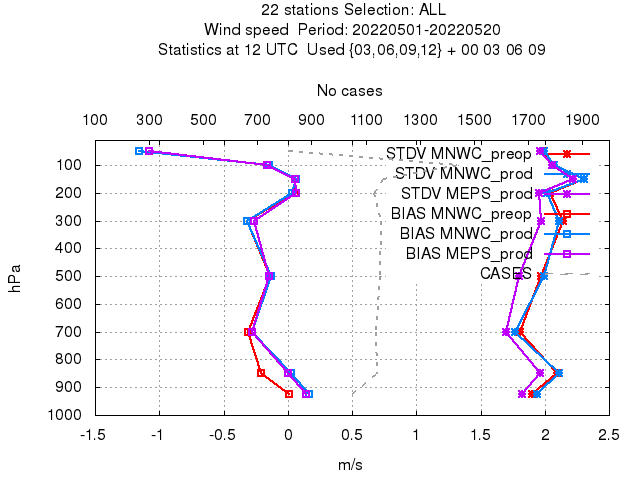 22 stations Selection: ALL
Wind speed  Period: 20220501-20220520
Statistics at 12 UTC  Used {03,06,09,12} + 00 03 06 09
No cases
100 300 500 700 900 1100 1300 1500 1700 1900
STDV MNWC_preop
STDV MNWC_prod
STDV MEPS_prod
BIAS MNWC_preop
BIAS MNWC_prod
BIAS MEPS_prod
CASES
100
200
300
400
500
600
700
800
900
1000
hPa
-1.5 -1 -0.5 0 0.5 1 1.5 2 2.5
m/s